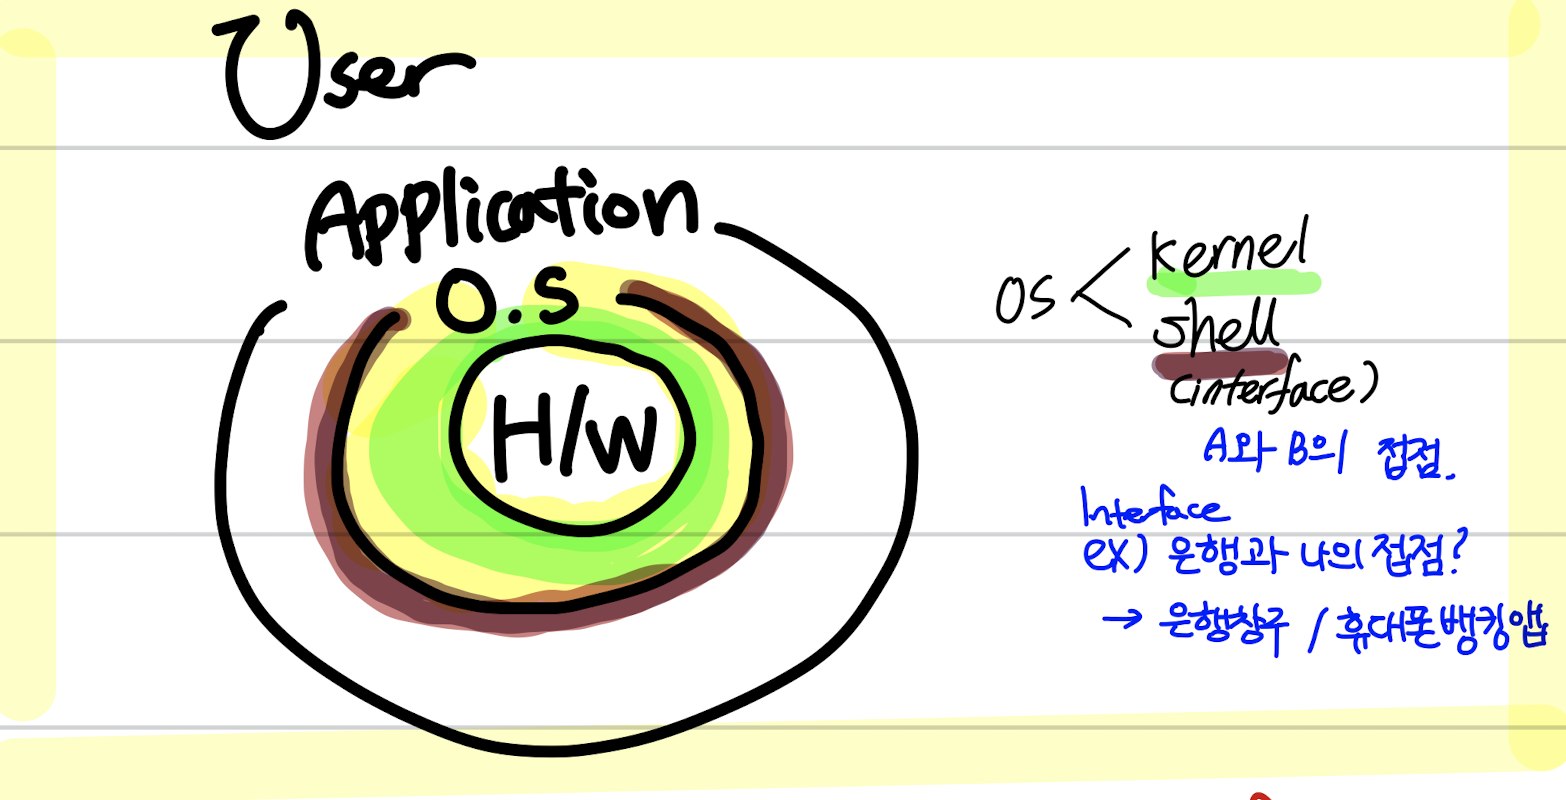 User
Application
O.S
H/W
OS < kernel
shell
(interface)
A와 B의 접점.
Interface
ex) 은행과 나의 접점?
→ 은행창구 / 휴대폰뱅킹앱